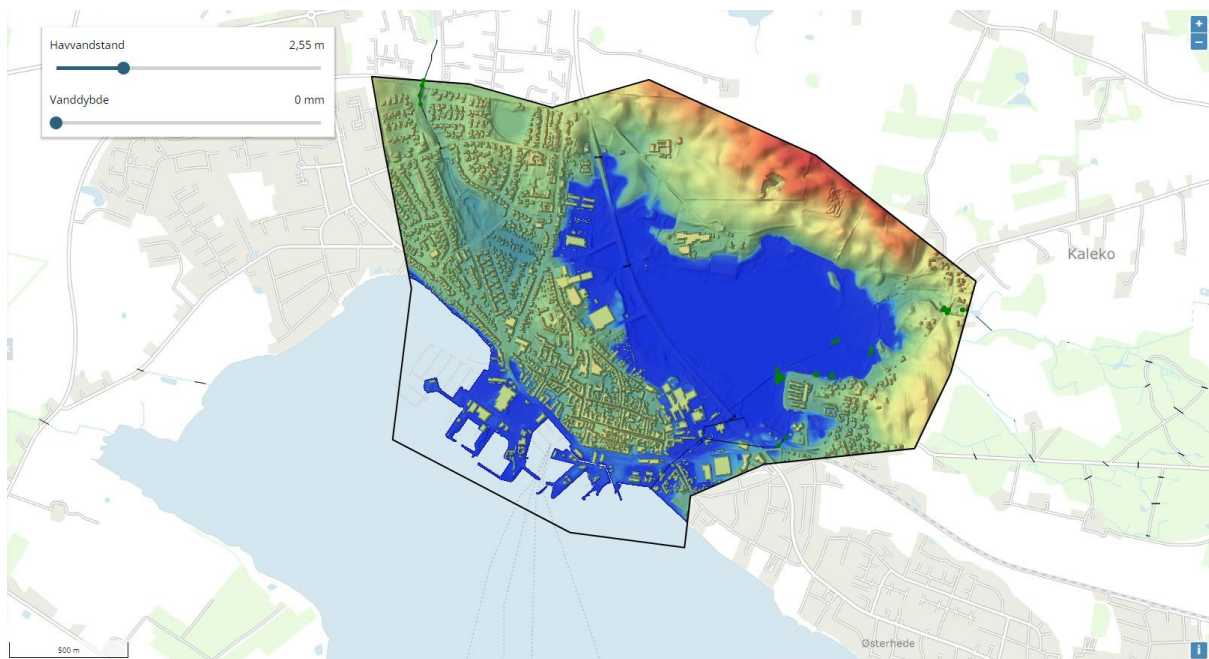 Havvandstand 2,55 m
Vanddybde 0 mm
+
−
Kaleko
Østerhede
500 m
i